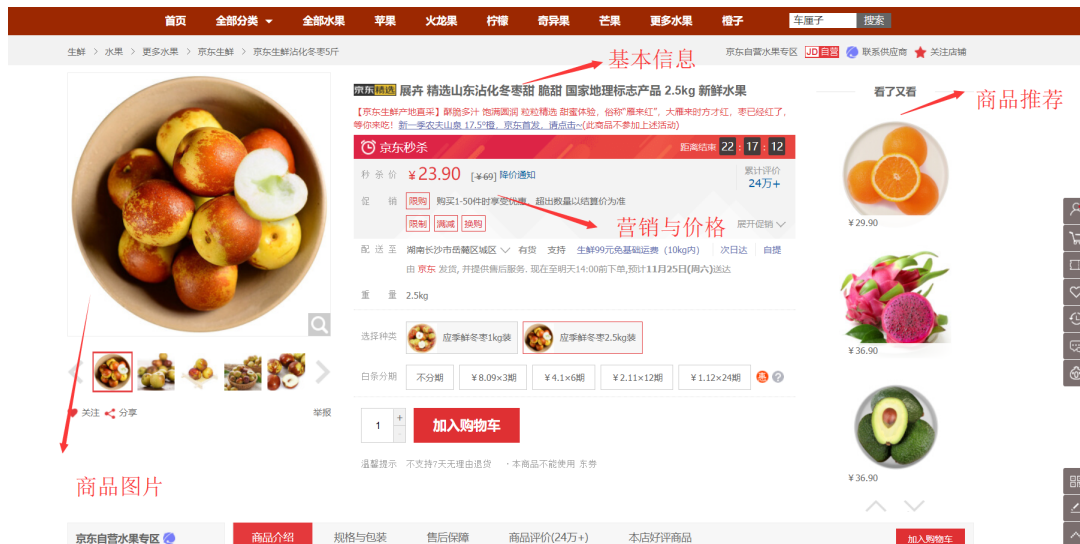 首页 全部分类 全部水果 苹果 火龙果 柠檬 奇异果 芒果 更多水果 橙子 车厘子 搜索
生鲜 > 水果 > 更多水果 > 京东生鲜 > 京东生鲜沾化冬枣5斤
京东自营水果专区 JD自营 联系供应商 关注店铺
基本信息
京东精选 展卉 精选山东沾化冬枣甜 脆甜 国家地理标志产品 2.5kg 新鲜水果
【京东生鲜产地直采】酥脆多汁 饱满圆润 粒粒精选 甜蜜体验，俗称"雁来红"，大雁来时方才红，枣已经红了，
等你来吃！新一季农夫山泉 17.5°橙，京东首发，请点击~(此商品不参加上述活动)
京东秒杀 距离结束 22 : 17 : 12
秒杀价 ¥23.90 [¥69] 降价通知
累计评价
24万+
促销 限购 购买1-50件时享受优惠，超出数量以结算价为准
限制 满减 换购 展开促销
营销与价格
配送至 湖南长沙市岳麓区城区 有货 支持 生鲜99元免基础运费（10kg内） 次日达 自提
由 京东 发货, 并提供售后服务. 现在至明天14:00前下单,预计11月25日(周六)送达
重量 2.5kg
选择种类 应季鲜冬枣1kg装 应季鲜冬枣2.5kg装
白条分期 不分期 ¥8.09×3期 ¥4.1×6期 ¥2.11×12期 ¥1.12×24期 惠 ?
1 + 加入购物车
温馨提示 不支持7天无理由退货 ·本商品不能使用 东券
关注 分享 举报
商品图片
看了又看
商品推荐
¥29.90
¥36.90
¥36.90
京东自营水果专区 商品介绍 规格与包装 售后保障 商品评价(24万+) 本店好评商品 加入购物车